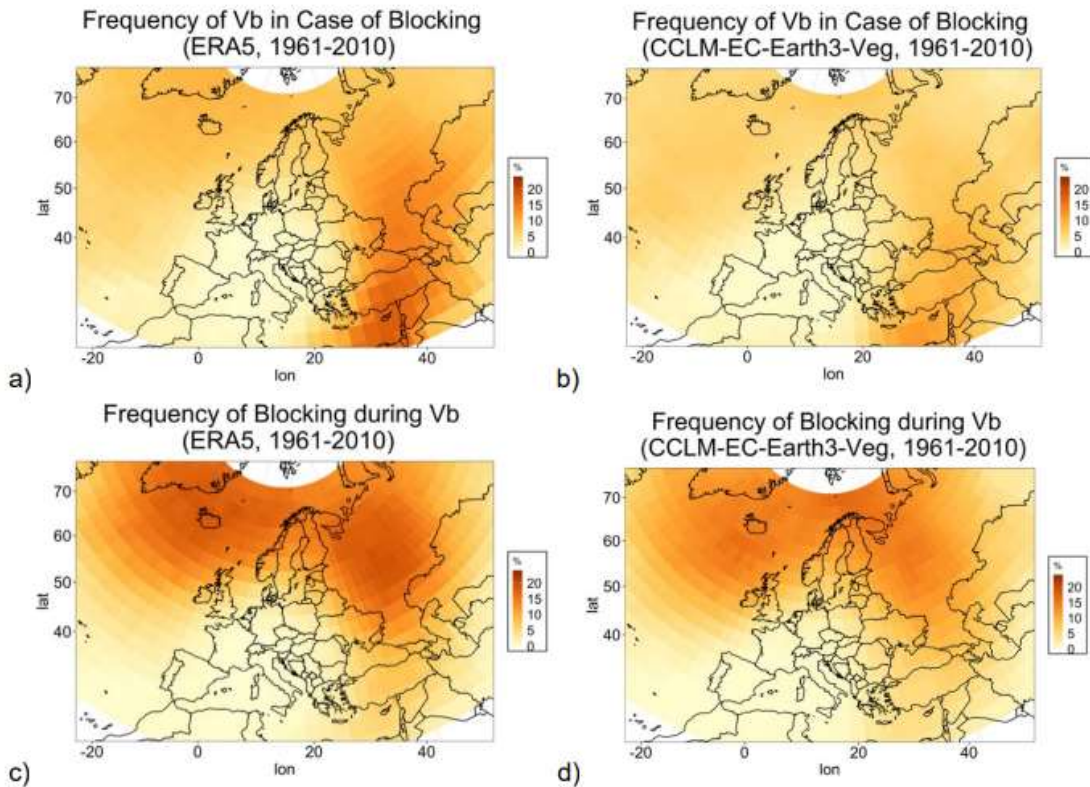 Frequency of Vb in Case of Blocking
(ERA5, 1961-2010)
70
60
50
40
lat
-20
0
20
40
lon
%
20
15
10
5
0
a)
Frequency of Vb in Case of Blocking
(CCLM-EC-Earth3-Veg, 1961-2010)
70
60
50
40
lat
-20
0
20
40
lon
%
20
15
10
5
0
b)
Frequency of Blocking during Vb
(ERA5, 1961-2010)
70
60
50
40
lat
-20
0
20
40
lon
%
20
15
10
5
0
c)
Frequency of Blocking during Vb
(CCLM-EC-Earth3-Veg, 1961-2010)
70
60
50
40
lat
-20
0
20
40
lon
%
20
15
10
5
0
d)